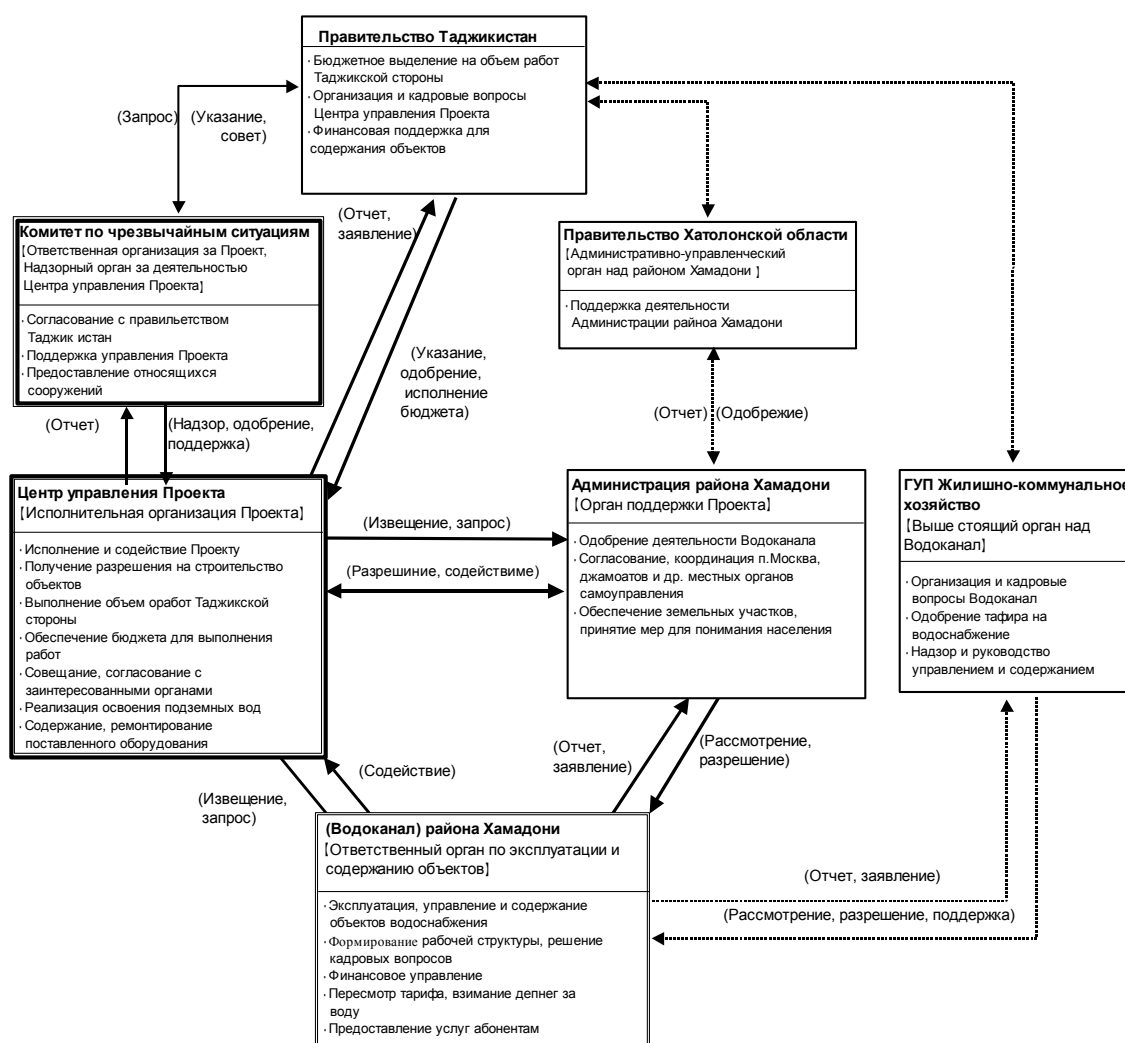 Правительство Таджикистан
· Бюджетное выделение на объем работ
Таджикской стороны
· Организация и кадровые вопросы
Центра управления Проекта
· Финансовая поддержка для
содержания объектов
(Запрос)
(Указание,
совет)
(Отчет,
заявление)
Комитет по чрезвычайным ситуациям
[Ответственная организация за Проект,
Надзорный орган за деятельностью
Центра управления Проекта]
· Согласование с правильетством
Таджик истан
· Поддержка управления Проекта
· Предоставление относящихся
сооружений
Правительство Хатолонской области
[Административно-управленческий
орган над районом Хамадони ]
· Поддержка деятельности
Администрации райноа Хамадони
(Указание,
одобрение,
исполнение
бюджета)
(Отчет)
(Надзор, одобрение,
поддержка)
(Отчет)
(Одобрежие)
Центр управления Проекта
[Исполнительная организация Проекта]
· Исполнение и содействие Проекту
· Получение разрешения на строительство
объектов
· Выполнение объем оработ Таджикской
стороны
· Обеспечение бюджета для выполнения
работ
· Совещание, согласование с
заинтересованными органами
· Реализация освоения подземных вод
· Содержание, ремонтирование
поставленного оборудования
(Извещение, запрос)
(Разрешиние, содействиме)
Администрация района Хамадони
[Орган поддержки Проекта]
· Одобрение деятельности Водоканала
· Согласование, координация п.Москва,
джамоатов и др. местных органов
самоуправления
· Обеспечение земельных участков,
принятие мер для понимания населения
ГУП Жилишно-коммунальное
хозяйство
[Выше стоящий орган над
Водоканал]
· Организация и кадровые
вопросы Водоканал
· Одобрение тафира на
водоснабжение
· Надзор и руководство
управлением и содержанием
(Извещение,
запрос)
(Содействие)
(Отчет,
заявление)
(Рассмотрение,
разрешение)
(Водоканал) района Хамадони
[Ответственный орган по эксплуатации и
содержанию объектов]
· Эксплуатация, управление и содержание
объектов водоснабжения
· Формирование рабочей структуры, решение
кадровых вопросов
· Финансовое управление
· Пересмотр тарифа, взимание депнег за
воду
· Предоставление услуг абонентам
(Отчет, заявление)
(Рассмотрение, разрешение, поддержка)